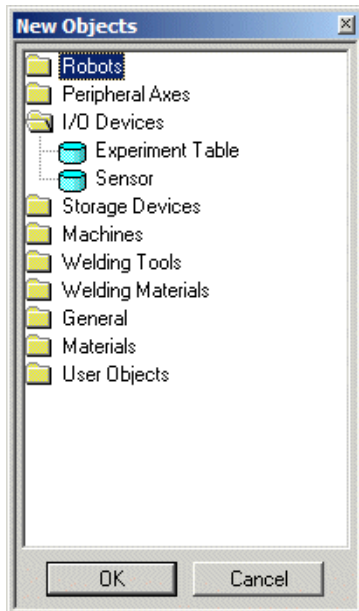 New Objects
Robots
Peripheral Axes
I/O Devices
Experiment Table
Sensor
Storage Devices
Machines
Welding Tools
Welding Materials
General
Materials
User Objects
OK Cancel